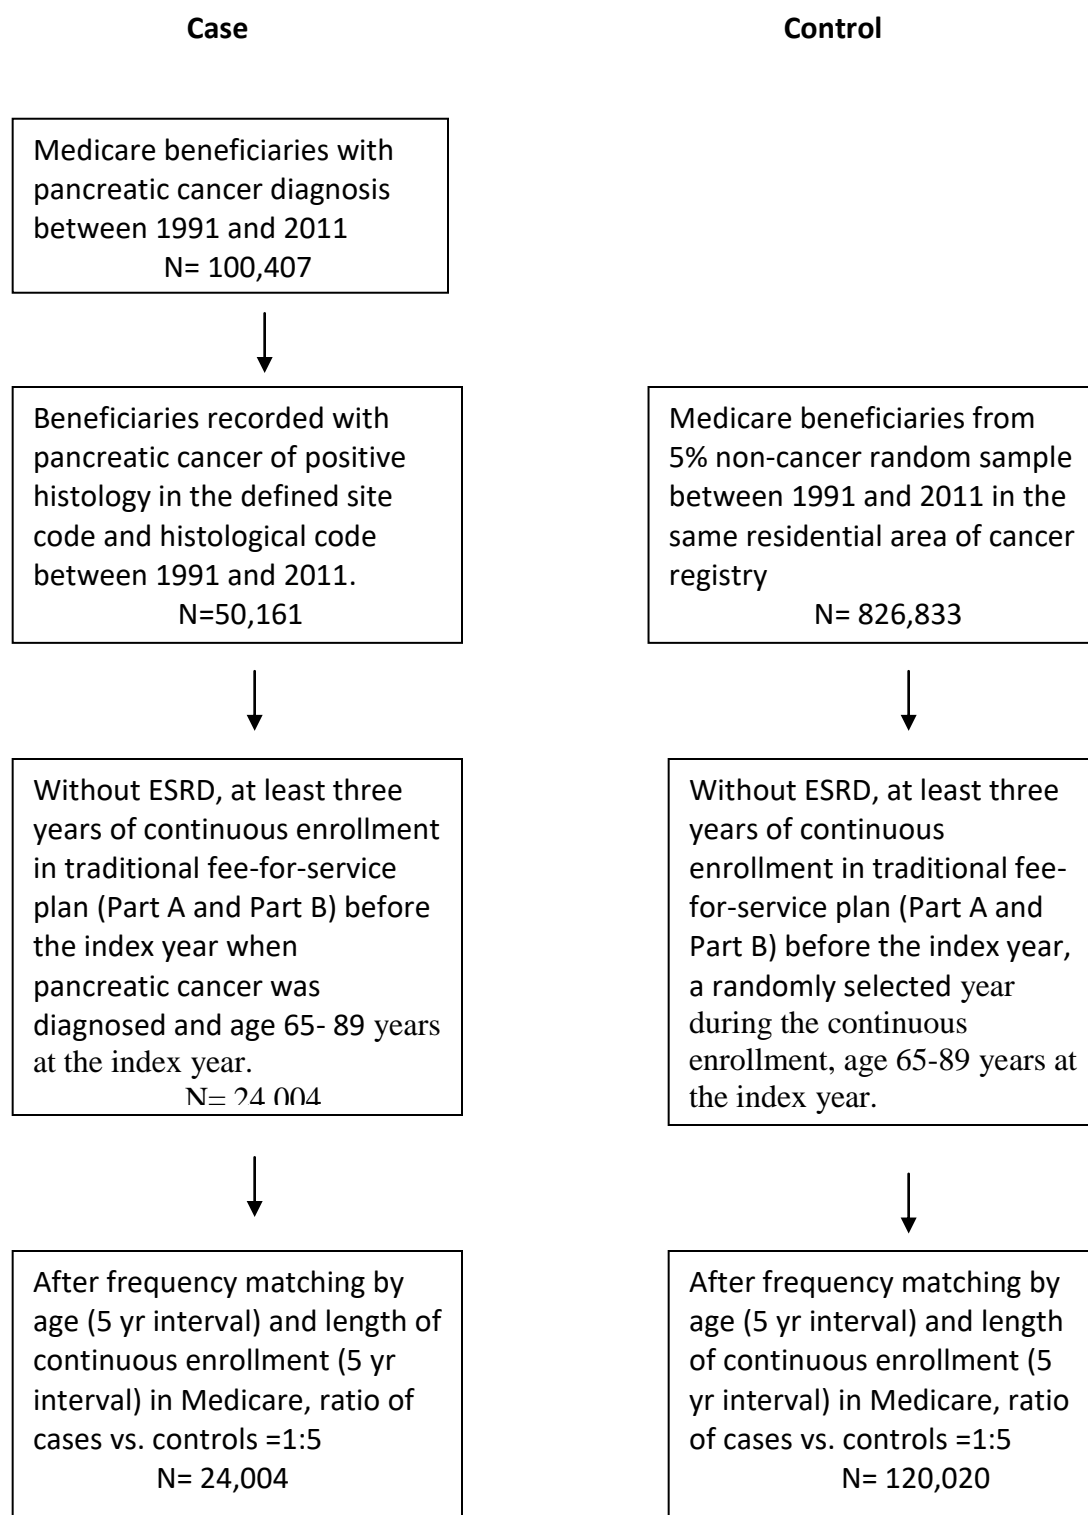 Case
Control
Medicare beneficiaries with
pancreatic cancer diagnosis
between 1991 and 2011
N= 100,407
Beneficiaries recorded with
pancreatic cancer of positive
histology in the defined site
code and histological code
between 1991 and 2011.
N=50,161
Medicare beneficiaries from
5% non-cancer random sample
between 1991 and 2011 in the
same residential area of cancer
registry
N= 826,833
Without ESRD, at least three
years of continuous enrollment
in traditional fee-for-service
plan (Part A and Part B) before
the index year when
pancreatic cancer was
diagnosed and age 65- 89 years
at the index year.
N= 24,004
Without ESRD, at least three
years of continuous
enrollment in traditional fee-
for-service plan (Part A and
Part B) before the index year,
a randomly selected year
during the continuous
enrollment, age 65-89 years at
the index year.
After frequency matching by
age (5 yr interval) and length of
continuous enrollment (5 yr
interval) in Medicare, ratio of
cases vs. controls =1:5
N= 24,004
After frequency matching by
age (5 yr interval) and length
of continuous enrollment (5
yr interval) in Medicare, ratio
of cases vs. controls =1:5
N= 120,020